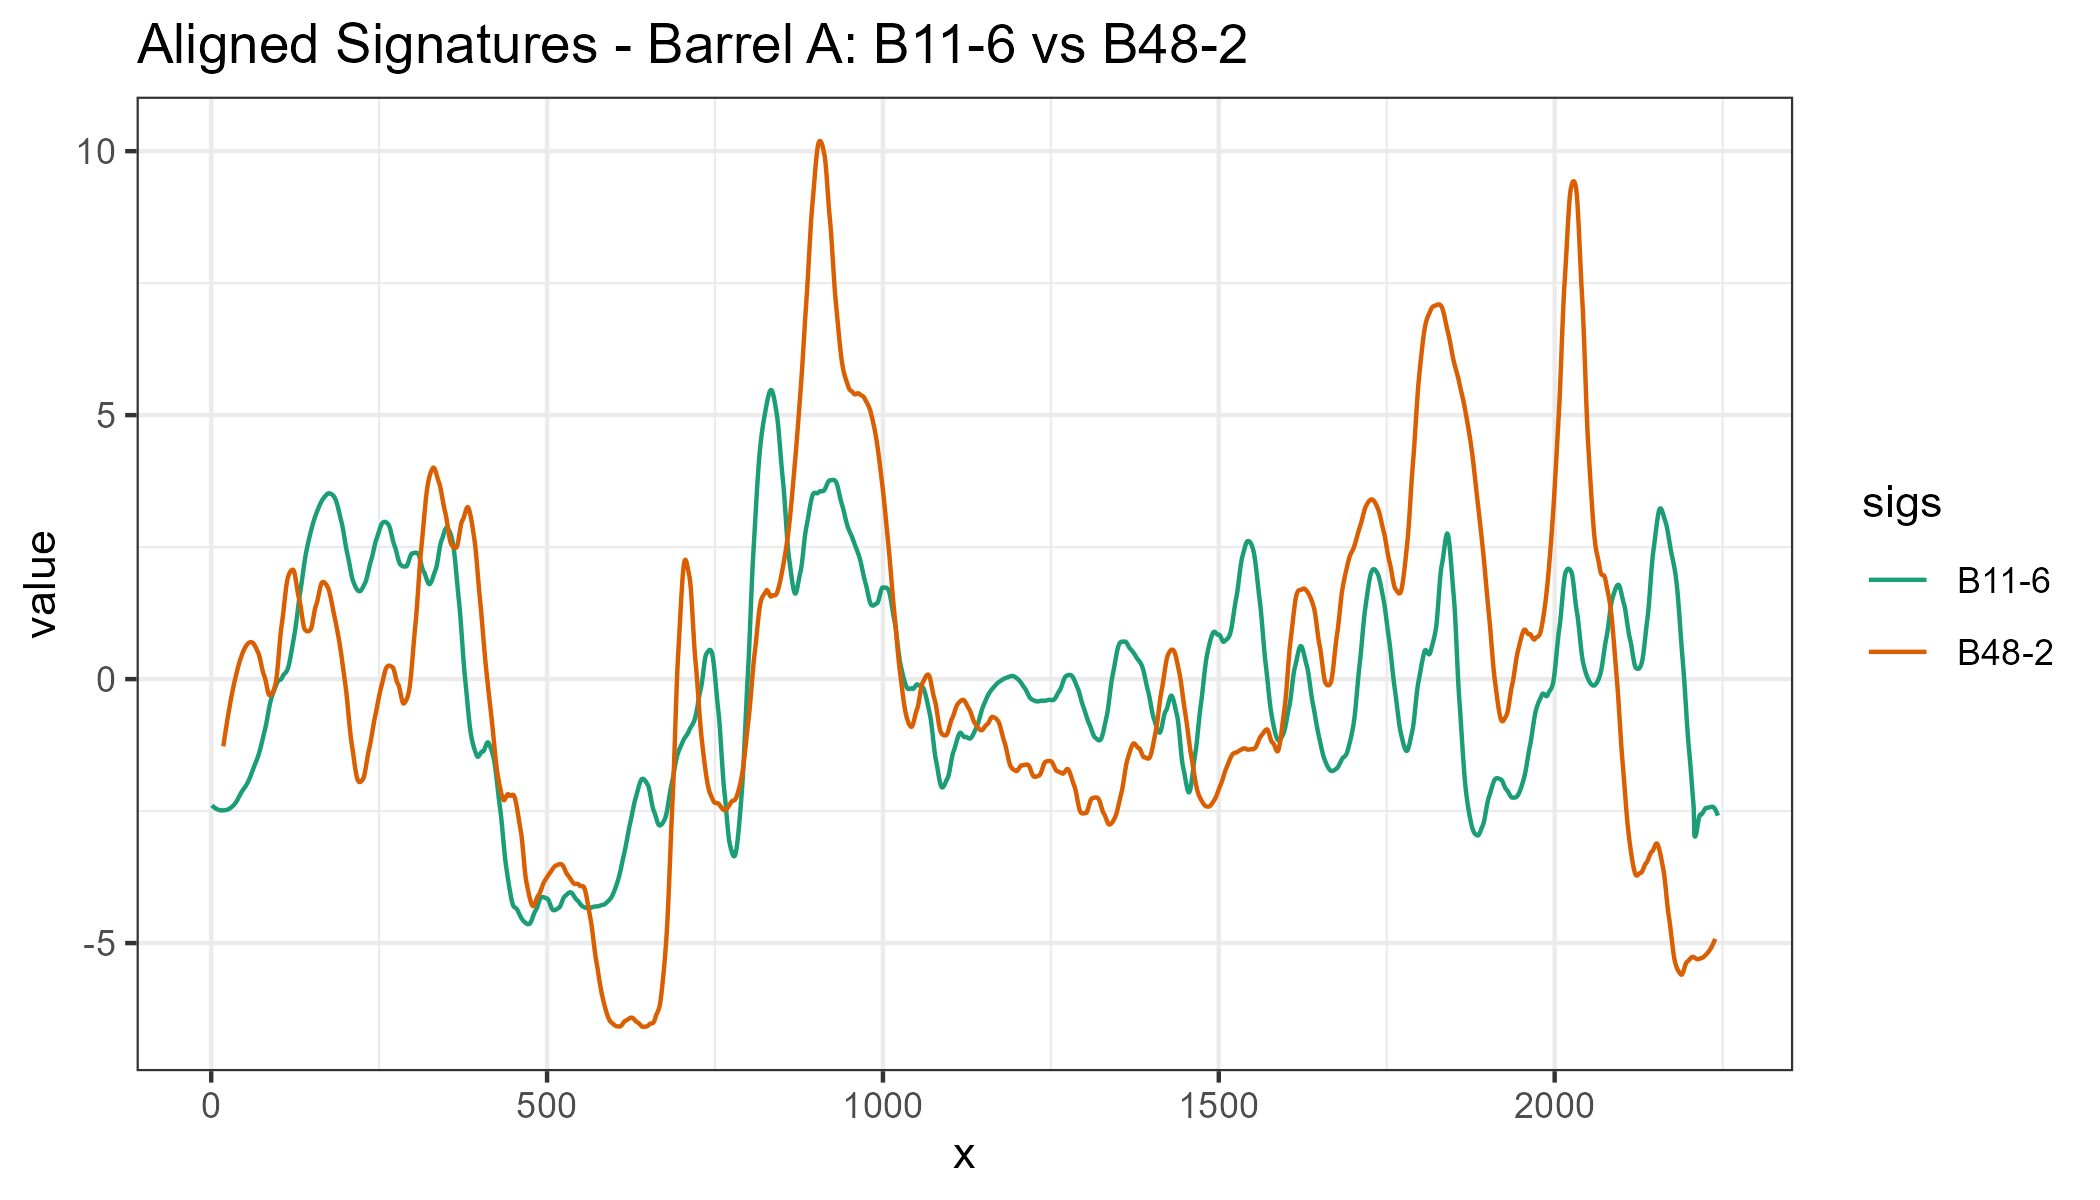 Aligned Signatures - Barrel A: B11-6 vs B48-2
10
5
0
-5
value
0 500 1000 1500 2000
x
sigs
B11-6
B48-2